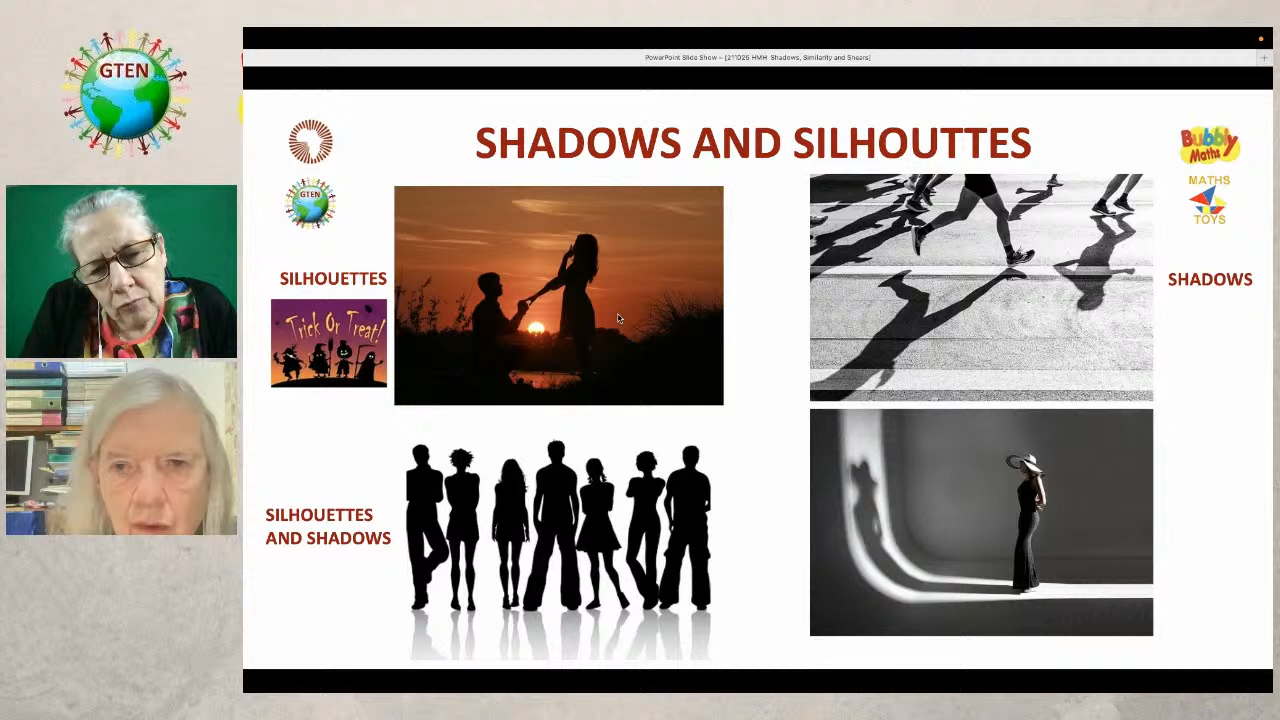 GTEN
PowerPoint Slide Show – [211026 HMH Shadows, Similarity and Shears]
SHADOWS AND SILHOUTTES
Bubbly
Maths
GTEN
MATHS
TOYS
SILHOUETTES
SHADOWS
Trick Or Treat!
SILHOUETTES
AND SHADOWS